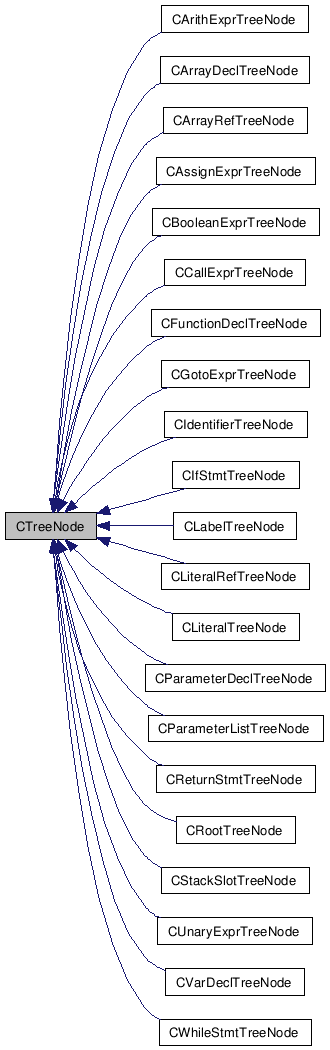 CArithExprTreeNode
CArrayDeclTreeNode
CArrayRefTreeNode
CAssignExprTreeNode
CBooleanExprTreeNode
CCallExprTreeNode
CFunctionDeclTreeNode
CGotoExprTreeNode
CIdentifierTreeNode
CIfStmtTreeNode
CTreeNode
CLabelTreeNode
CLiteralRefTreeNode
CLiteralTreeNode
CParameterDeclTreeNode
CParameterListTreeNode
CReturnStmtTreeNode
CRootTreeNode
CStackSlotTreeNode
CUnaryExprTreeNode
CVarDeclTreeNode
CWhileStmtTreeNode